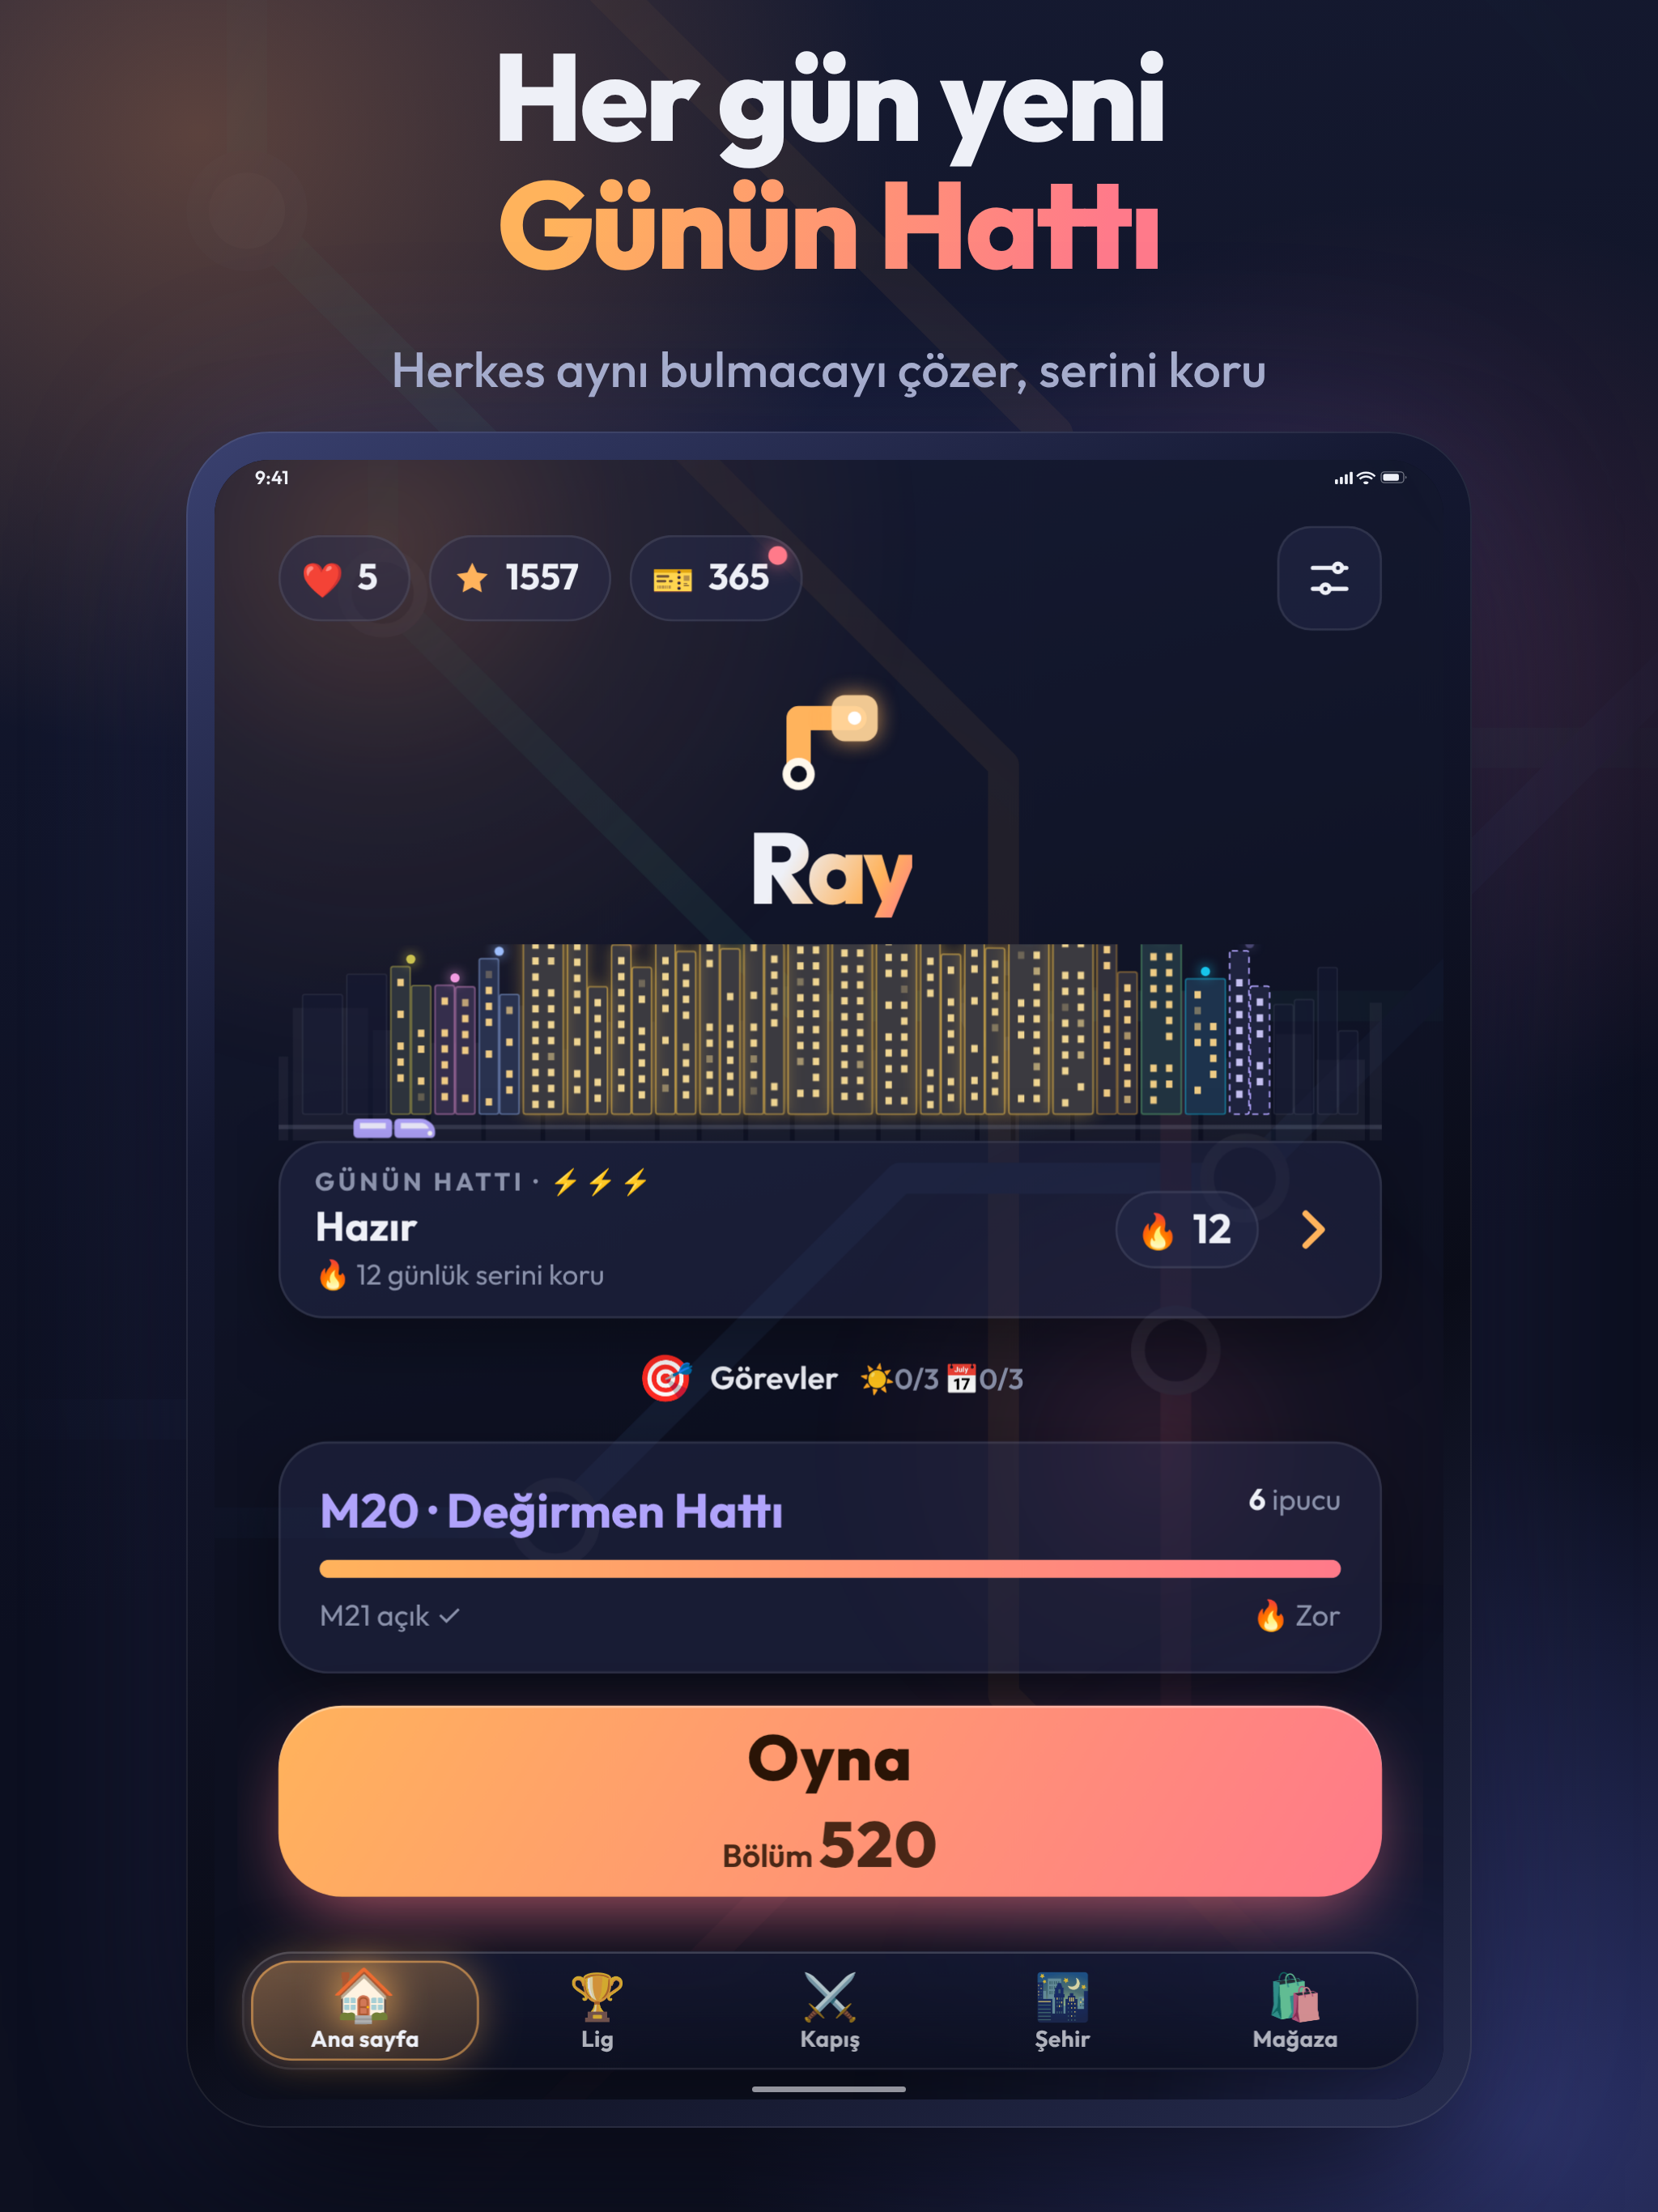 Her gün yeni
Günün Hattı
Herkes aynı bulmacayı çözer, serini koru
9:41
❤️ 5 ⭐ 1557 🎫 365
Ray
GÜNÜN HATTI · ⚡⚡⚡
Hazır
🔥 12 günlük serini koru
🔥 12
🎯 Görevler ☀️0/3 📅0/3
M20 · Değirmen Hattı
6 ipucu
M21 açık ✓
🔥 Zor
Oyna
Bölüm 520
Ana sayfa Lig Kapış Şehir Mağaza